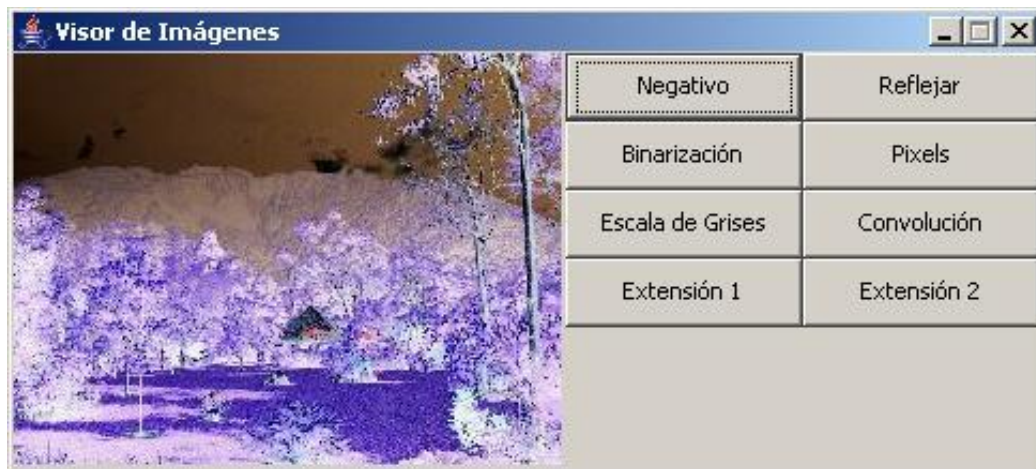 Visor de Imágenes
Negativo
Reflejar
Binarización
Pixels
Escala de Grises
Convolución
Extensión 1
Extensión 2